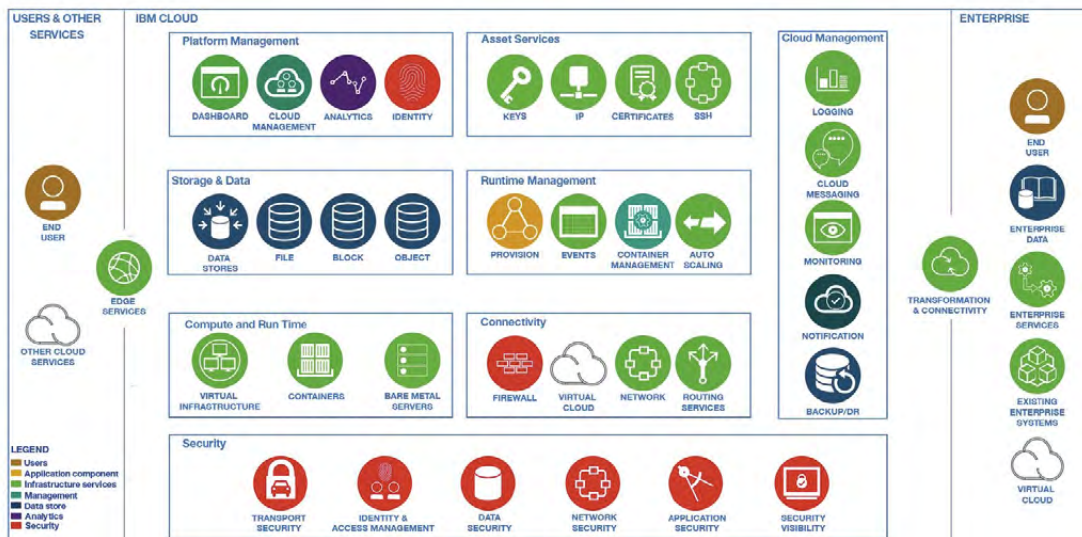 USERS & OTHER
SERVICES
IBM CLOUD
ENTERPRISE
Platform Management
DASHBOARD
CLOUD
MANAGEMENT
ANALYTICS
IDENTITY
Asset Services
KEYS
IP
CERTIFICATES
SSH
Cloud Management
LOGGING
CLOUD
MESSAGING
MONITORING
NOTIFICATION
BACKUP/DR
Storage & Data
DATA
STORES
FILE
BLOCK
OBJECT
Runtime Management
PROVISION
EVENTS
CONTAINER
MANAGEMENT
AUTO
SCALING
END
USER
EDGE
SERVICES
OTHER CLOUD
SERVICES
Compute and Run Time
VIRTUAL
INFRASTRUCTURE
CONTAINERS
BARE METAL
SERVERS
Connectivity
FIREWALL
VIRTUAL
CLOUD
NETWORK
ROUTING
SERVICES
TRANSFORMATION
& CONNECTIVITY
END
USER
ENTERPRISE
DATA
ENTERPRISE
SERVICES
EXISTING
ENTERPRISE
SYSTEMS
VIRTUAL
CLOUD
Security
TRANSPORT
SECURITY
IDENTITY &
ACCESS MANAGEMENT
DATA
SECURITY
NETWORK
SECURITY
APPLICATION
SECURITY
SECURITY
VISIBILITY
LEGEND
Users
Application component
Infrastructure services
Management
Data store
Analytics
Security